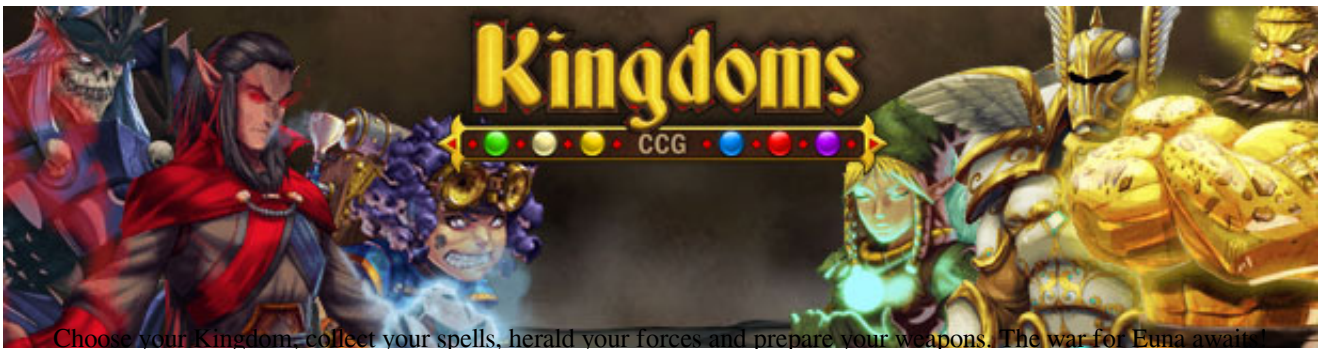 Kingdoms
CCG
Choose your Kingdom, collect your spells, herald your forces and prepare your weapons. The war for Euna awaits!